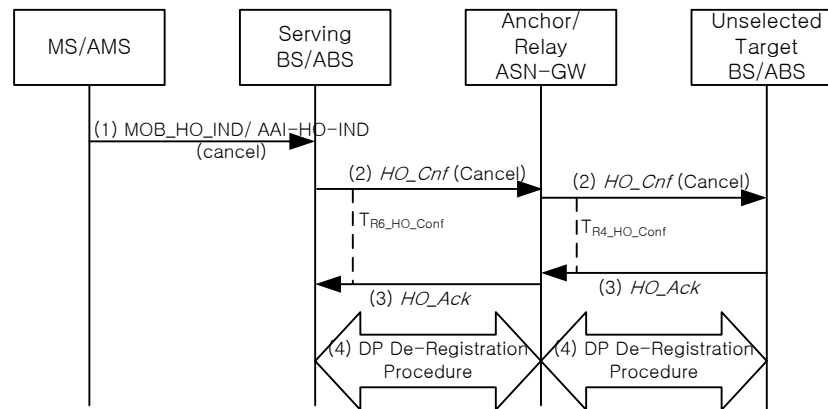 MS/AMS
Serving
BS/ABS
Anchor/
Relay
ASN-GW
Unselected
Target
BS/ABS
(1) MOB_HO_IND/ AAI-HO-IND
(cancel)
(2) HO_Cnf (Cancel)
(2) HO_Cnf (Cancel)
TR6_HO_Conf
TR4_HO_Conf
(3) HO_Ack
(3) HO_Ack
(4) DP De-Registration
Procedure
(4) DP De-Registration
Procedure